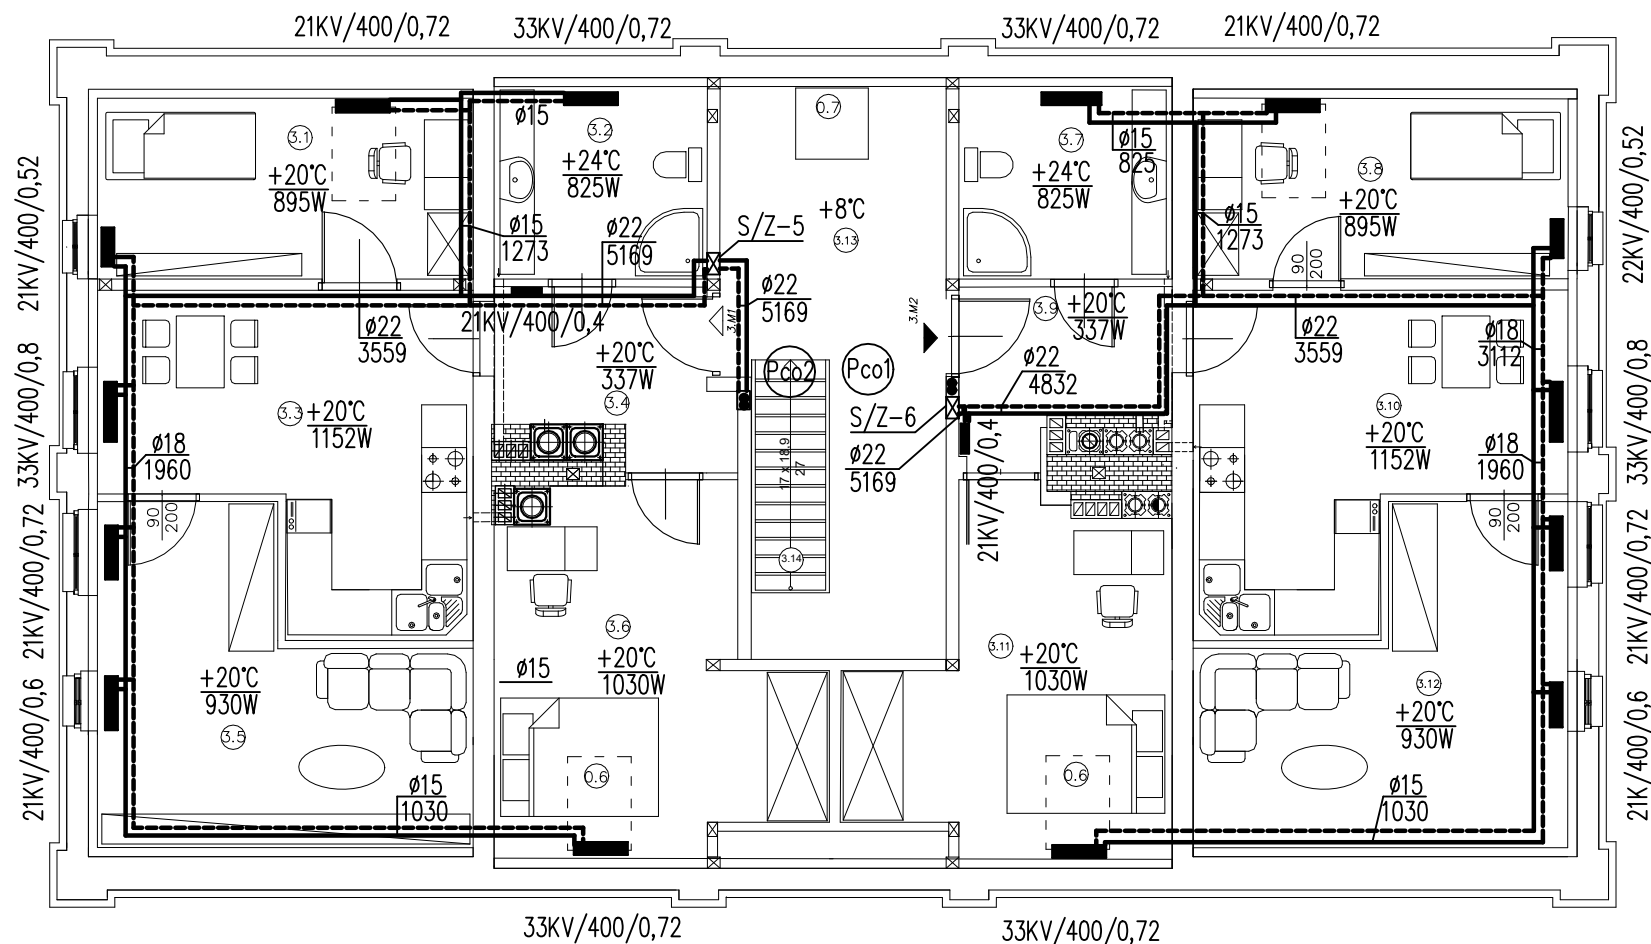 21KV/400/0,72
33KV/400/0,72
33KV/400/0,72
21KV/400/0,72
21KV/400/0,52
33KV/400/0,8
21KV/400/0,72
21KV/400/0,6
3.1
+20°C
895W
ø15
3.2
+24°C
825W
ø15
1273
ø22
5169
S/Z-5
0.7
+8°C
3.13
ø22
5169
3.7
+24°C
825W
ø15
825
ø15
1273
3.8
+20°C
895W
90
200
22KV/400/0,52
33KV/400/0,8
21KV/400/0,72
21K/400/0,6
ø22
3559
21KV/400/0,4
3.M1
+20°C
337W
3.4
Pco2
Pco1
3.M2
3.9
+20°C
337W
ø22
4832
ø22
3559
ø18
3112
3.3
+20°C
1152W
ø18
1960
S/Z-6
ø22
5169
17 x 18.9
27
3.14
21KV/400/0,4
3.10
+20°C
1152W
ø18
1960
90
200
90
200
+20°C
930W
3.5
3.6
+20°C
1030W
ø15
0.6
3.11
+20°C
1030W
0.6
3.12
+20°C
930W
ø15
1030
ø15
1030
33KV/400/0,72
33KV/400/0,72